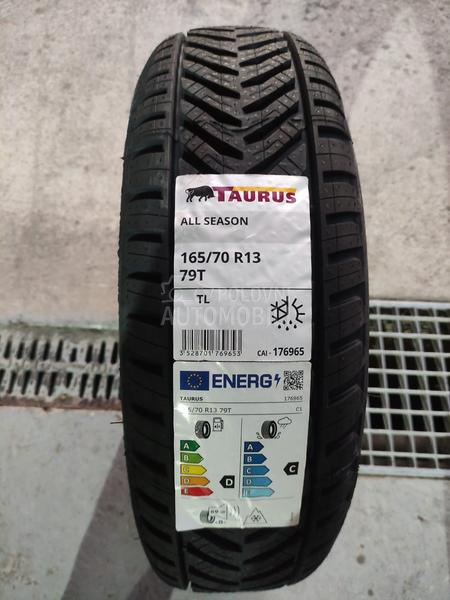 TAURUS
ALL SEASON
165/70 R13
79T
TL
POLOVNI
AUTOMOBILI
3 528701 769653
CAI - 176965
ENERG
TAURUS 176965
5/70 R13 79T C1
A A
B B
C C C
D D D
E E